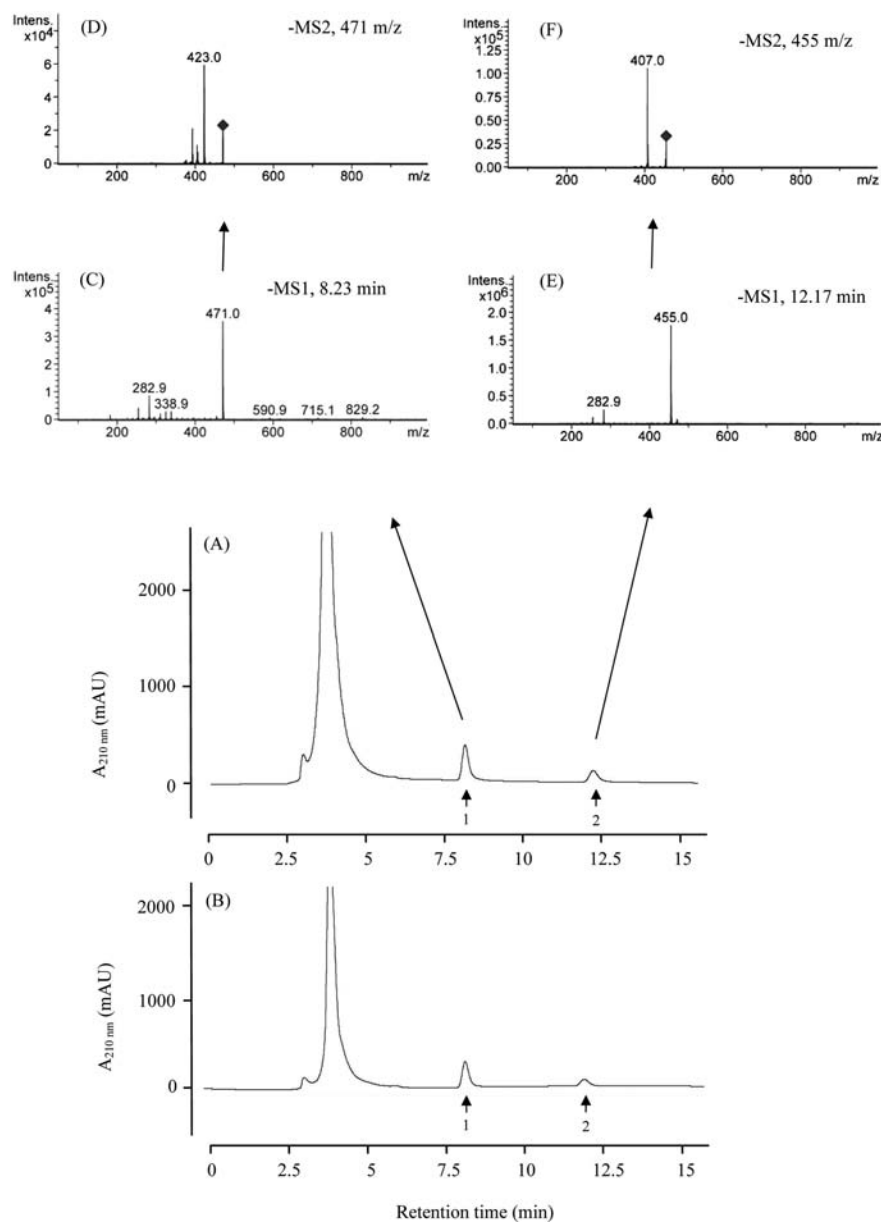 Intens.
x10⁴
(D)
-MS2, 471 m/z
6
4
2
0
423.0
200 400 600 800 m/z
Intens.
x10⁵
(F)
-MS2, 455 m/z
1.25
1.00
0.75
0.50
0.25
0.00
407.0
200 400 600 800 m/z
Intens.
x10⁵
(C)
-MS1, 8.23 min
5
4
3
2
1
0
471.0
282.9
338.9
590.9
715.1
829.2
200 400 600 800 m/z
Intens.
x10⁶
(E)
-MS1, 12.17 min
2.0
1.5
1.0
0.5
0.0
455.0
282.9
200 400 600 800 m/z
(A)
A210 nm (mAU)
2000
1000
0
1
2
0 2.5 5 7.5 10 12.5 15
(B)
A210 nm (mAU)
2000
1000
0
1
2
0 2.5 5 7.5 10 12.5 15
Retention time (min)